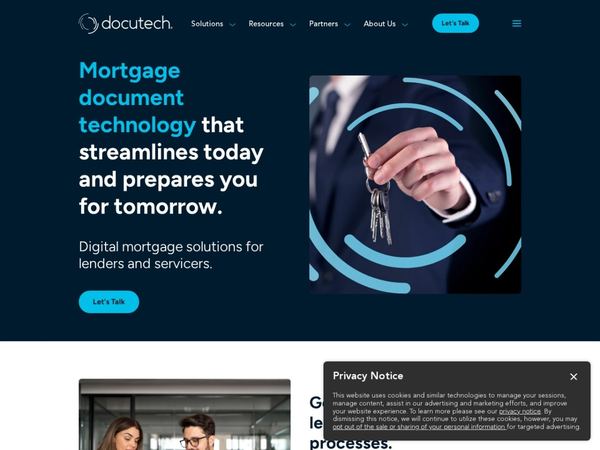 docutech
Solutions Resources Partners About Us Let's Talk
Mortgage
document
technology that
streamlines today
and prepares you
for tomorrow.
Digital mortgage solutions for
lenders and servicers.
Let's Talk
Privacy Notice
This website uses cookies and similar technologies to manage your sessions,
manage content, assist in our advertising and marketing efforts, and improve
your website experience. To learn more please see our privacy notice. By
dismissing this notice, we will continue to utilize these cookies, however, you may
opt out of the sale or sharing of your personal information for targeted advertising.
processes.